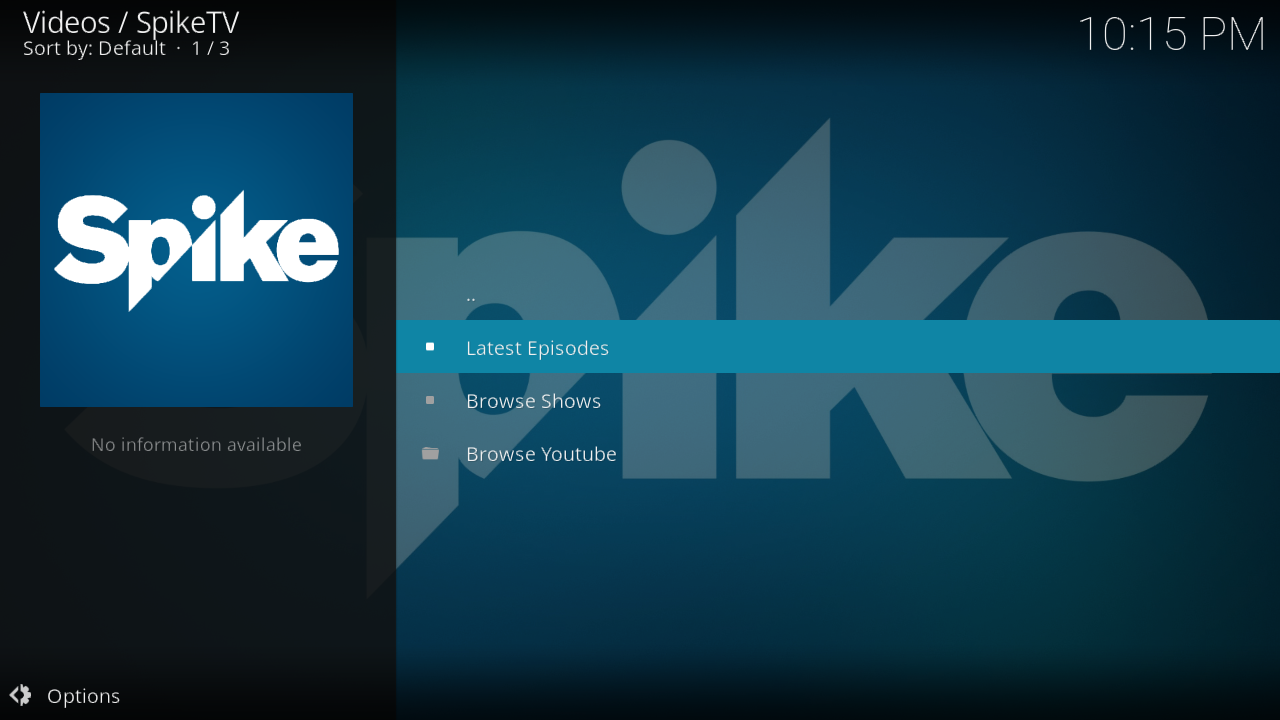 Videos / SpikeTV
Sort by: Default · 1 / 3
10:15 PM
Spike
Spike
No information available
..
Latest Episodes
Browse Shows
Browse Youtube
Options